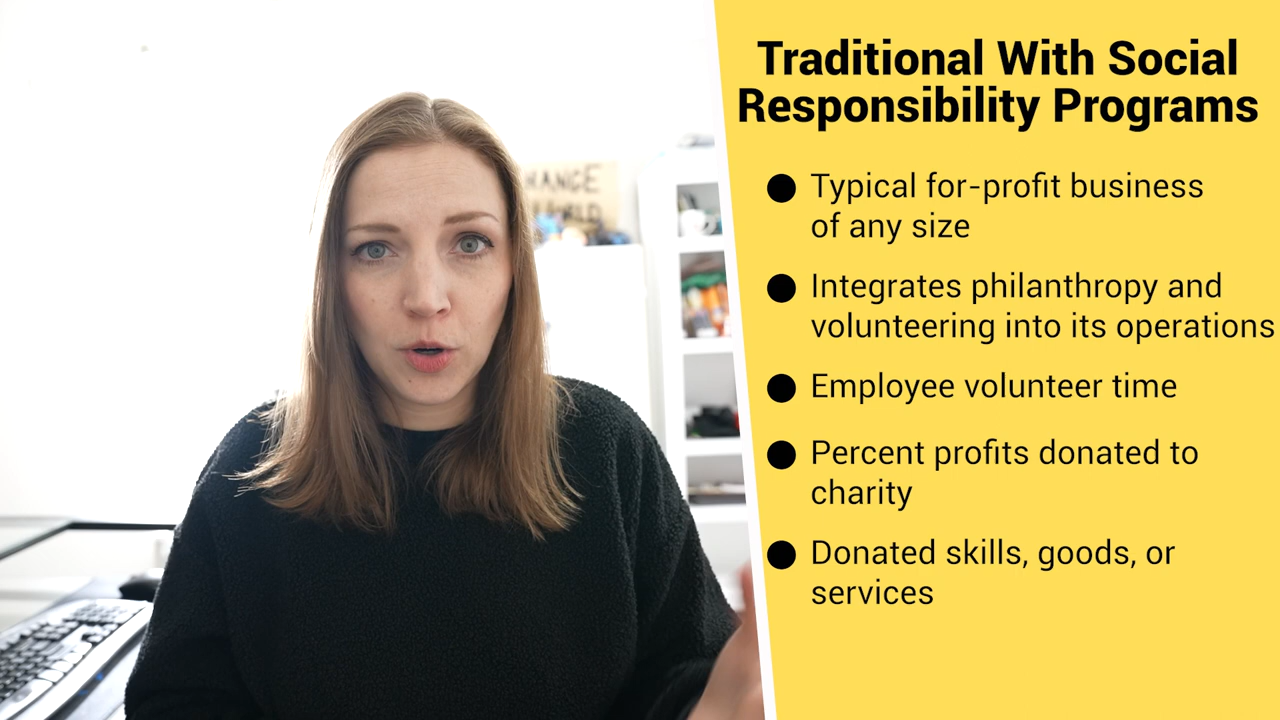 Traditional With Social
Responsibility Programs
Typical for-profit business
of any size
Integrates philanthropy and
volunteering into its operations
Employee volunteer time
Percent profits donated to
charity
Donated skills, goods, or
services